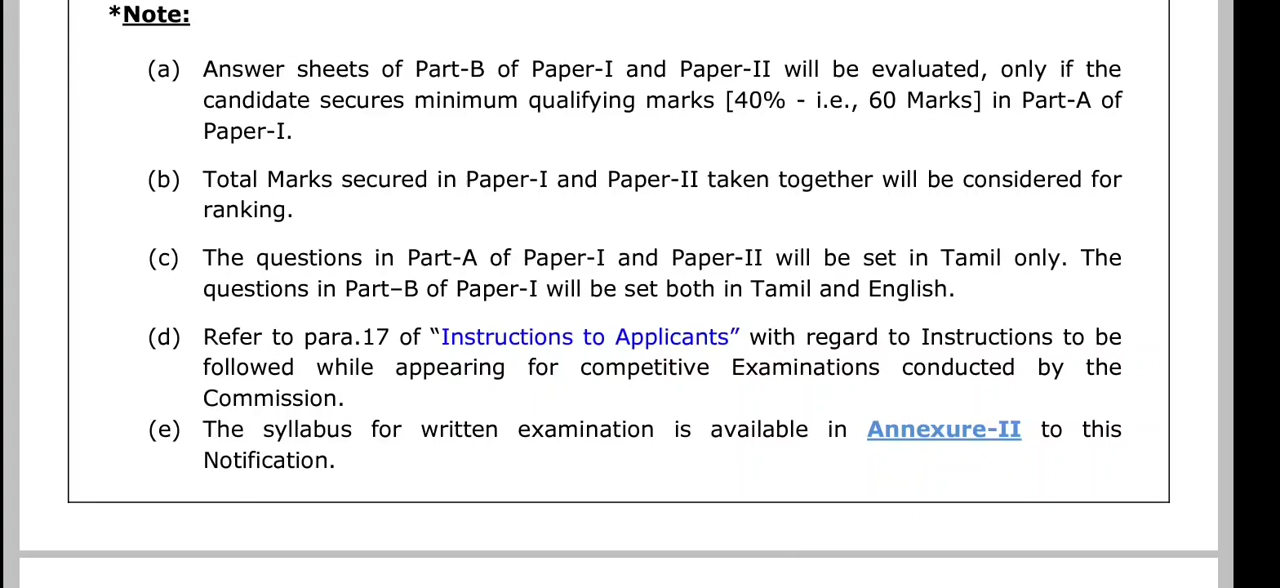 *Note:
(a) Answer sheets of Part-B of Paper-I and Paper-II will be evaluated, only if the
candidate secures minimum qualifying marks [40% - i.e., 60 Marks] in Part-A of
Paper-I.
(b) Total Marks secured in Paper-I and Paper-II taken together will be considered for
ranking.
(c) The questions in Part-A of Paper-I and Paper-II will be set in Tamil only. The
questions in Part–B of Paper-I will be set both in Tamil and English.
(d) Refer to para.17 of “Instructions to Applicants” with regard to Instructions to be
followed while appearing for competitive Examinations conducted by the
Commission.
(e) The syllabus for written examination is available in Annexure-II to this
Notification.